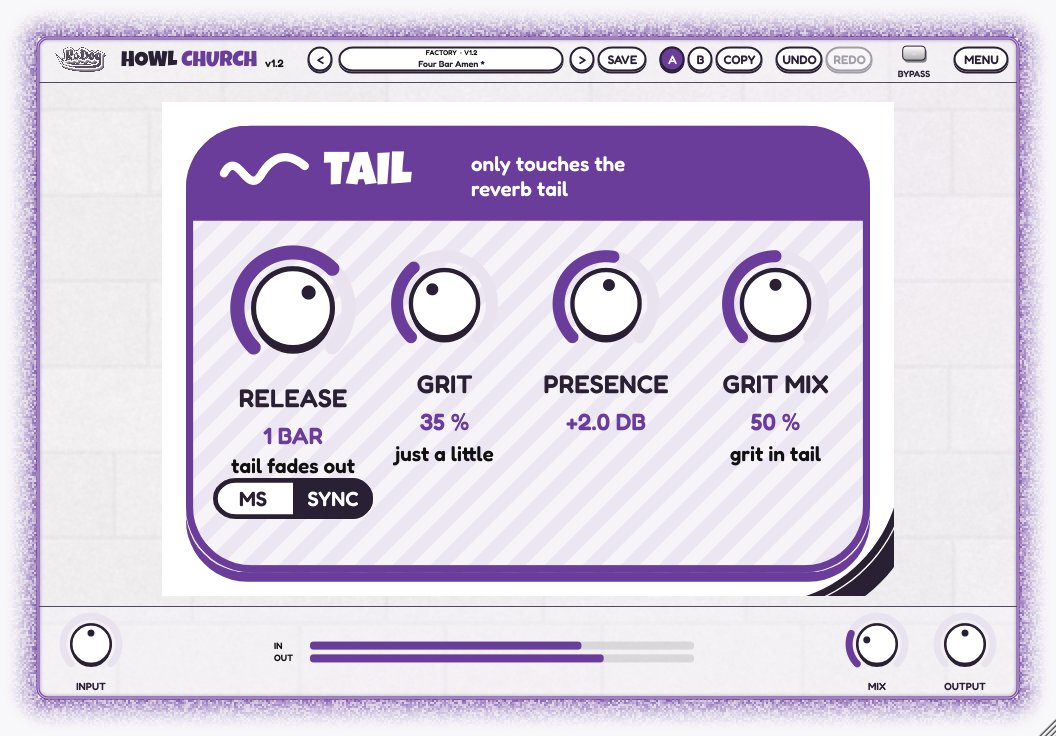 RaDog
HOWL CHURCH v1.2
<
FACTORY - V1.2
Four Bar Amen *
>
SAVE
A
B
COPY
UNDO
REDO
BYPASS
MENU
TAIL
only touches the
reverb tail
RELEASE
1 BAR
tail fades out
MS SYNC
GRIT
35 %
just a little
PRESENCE
+2.0 DB
GRIT MIX
50 %
grit in tail
INPUT
IN
OUT
MIX
OUTPUT